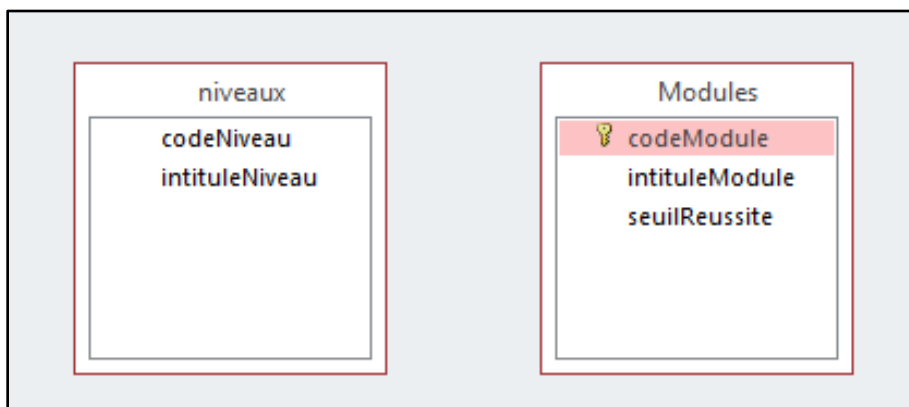 niveaux
codeNiveau
intituleNiveau
Modules
codeModule
intituleModule
seuilReussite